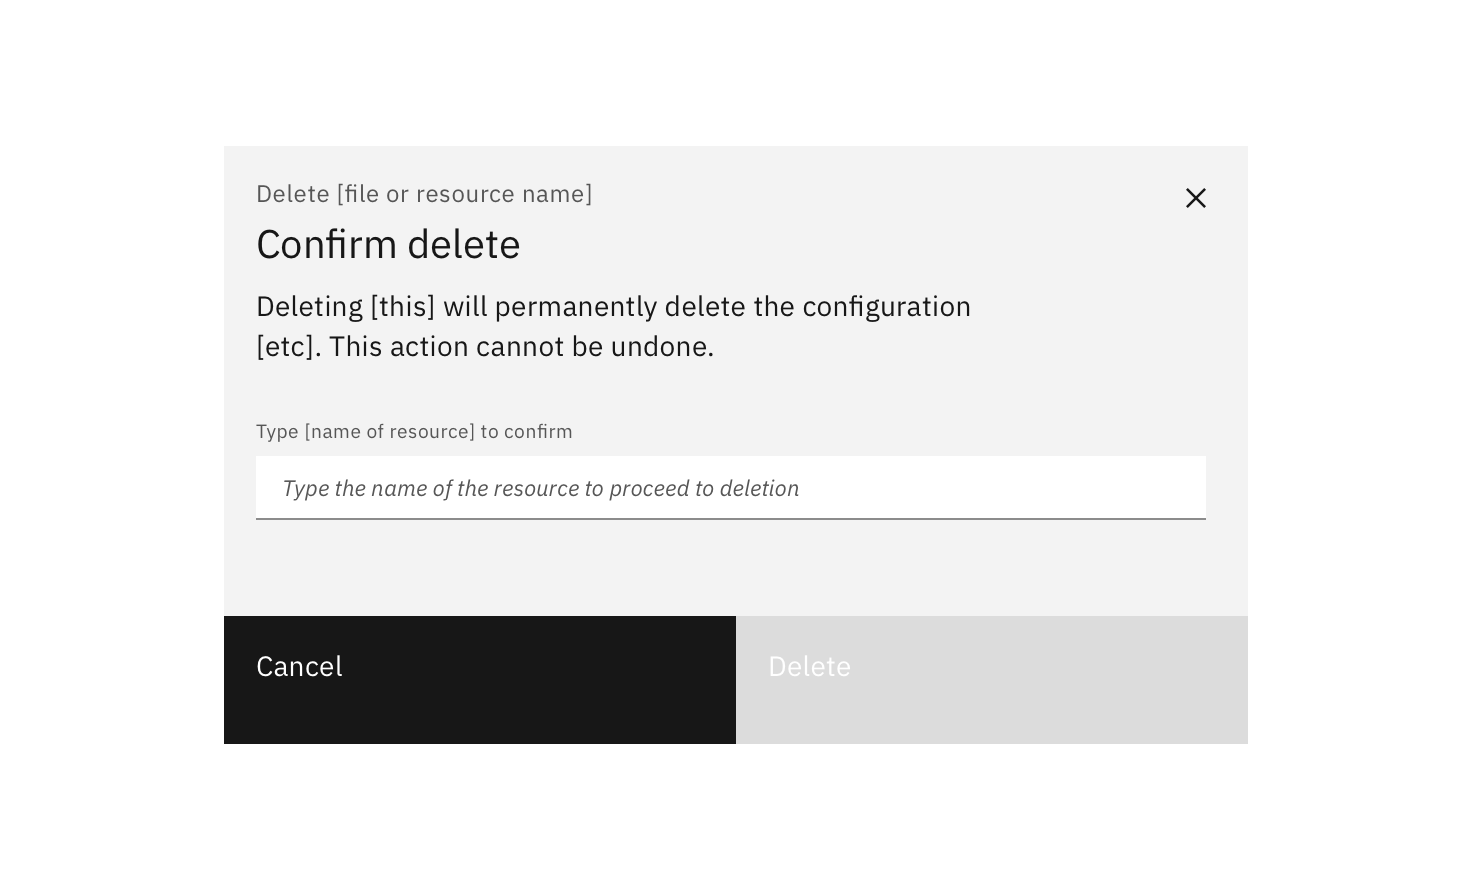 Delete [file or resource name]
Confirm delete
Deleting [this] will permanently delete the configuration
[etc]. This action cannot be undone.
Type [name of resource] to confirm
Type the name of the resource to proceed to deletion
Cancel
Delete